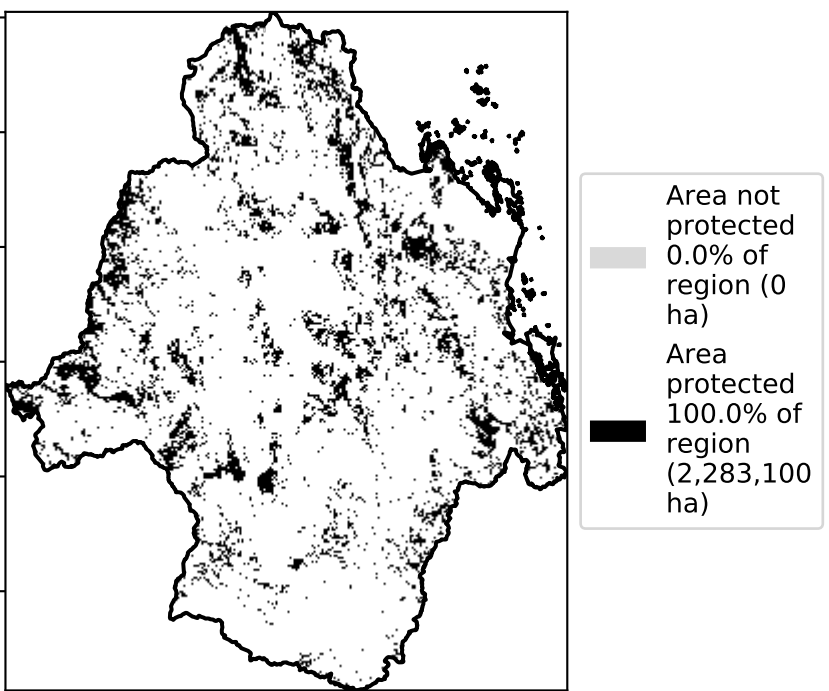 Area not
protected
0.0% of
region (0
ha)
Area
protected
100.0% of
region
(2,283,100
ha)